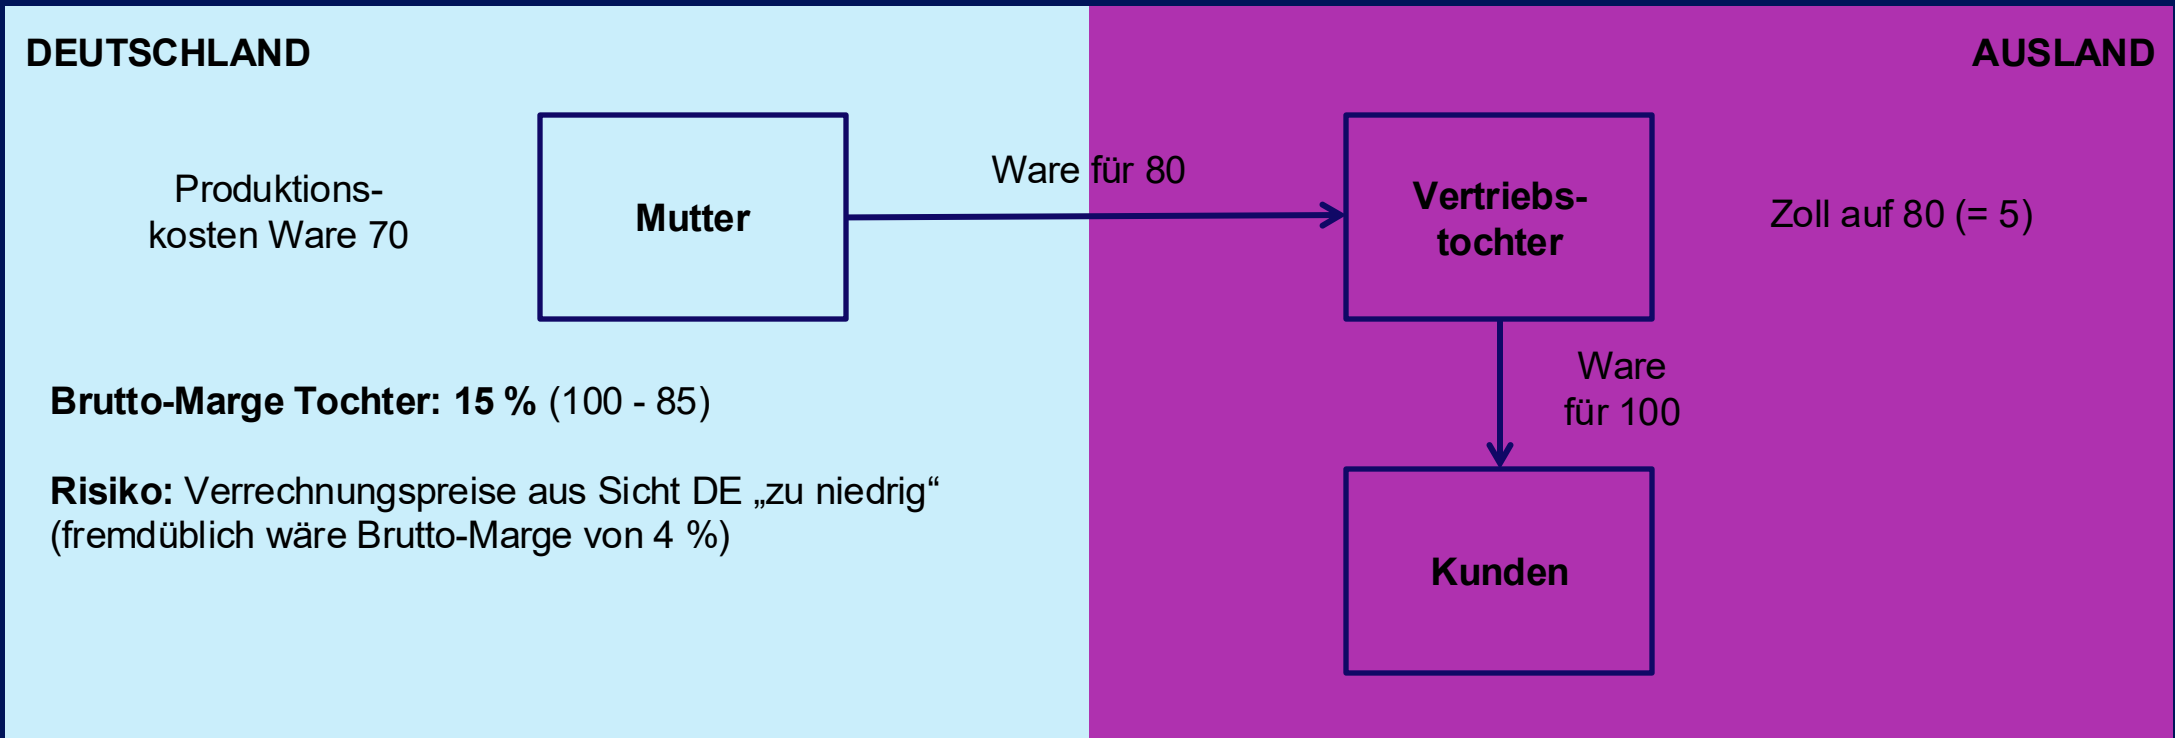 DEUTSCHLAND
AUSLAND
Produktions-
kosten Ware 70
Mutter
Ware für 80
Vertriebs-
tochter
Zoll auf 80 (= 5)
Ware
für 100
Brutto-Marge Tochter: 15 % (100 - 85)
Risiko: Verrechnungspreise aus Sicht DE „zu niedrig“
(fremdüblich wäre Brutto-Marge von 4 %)
Kunden